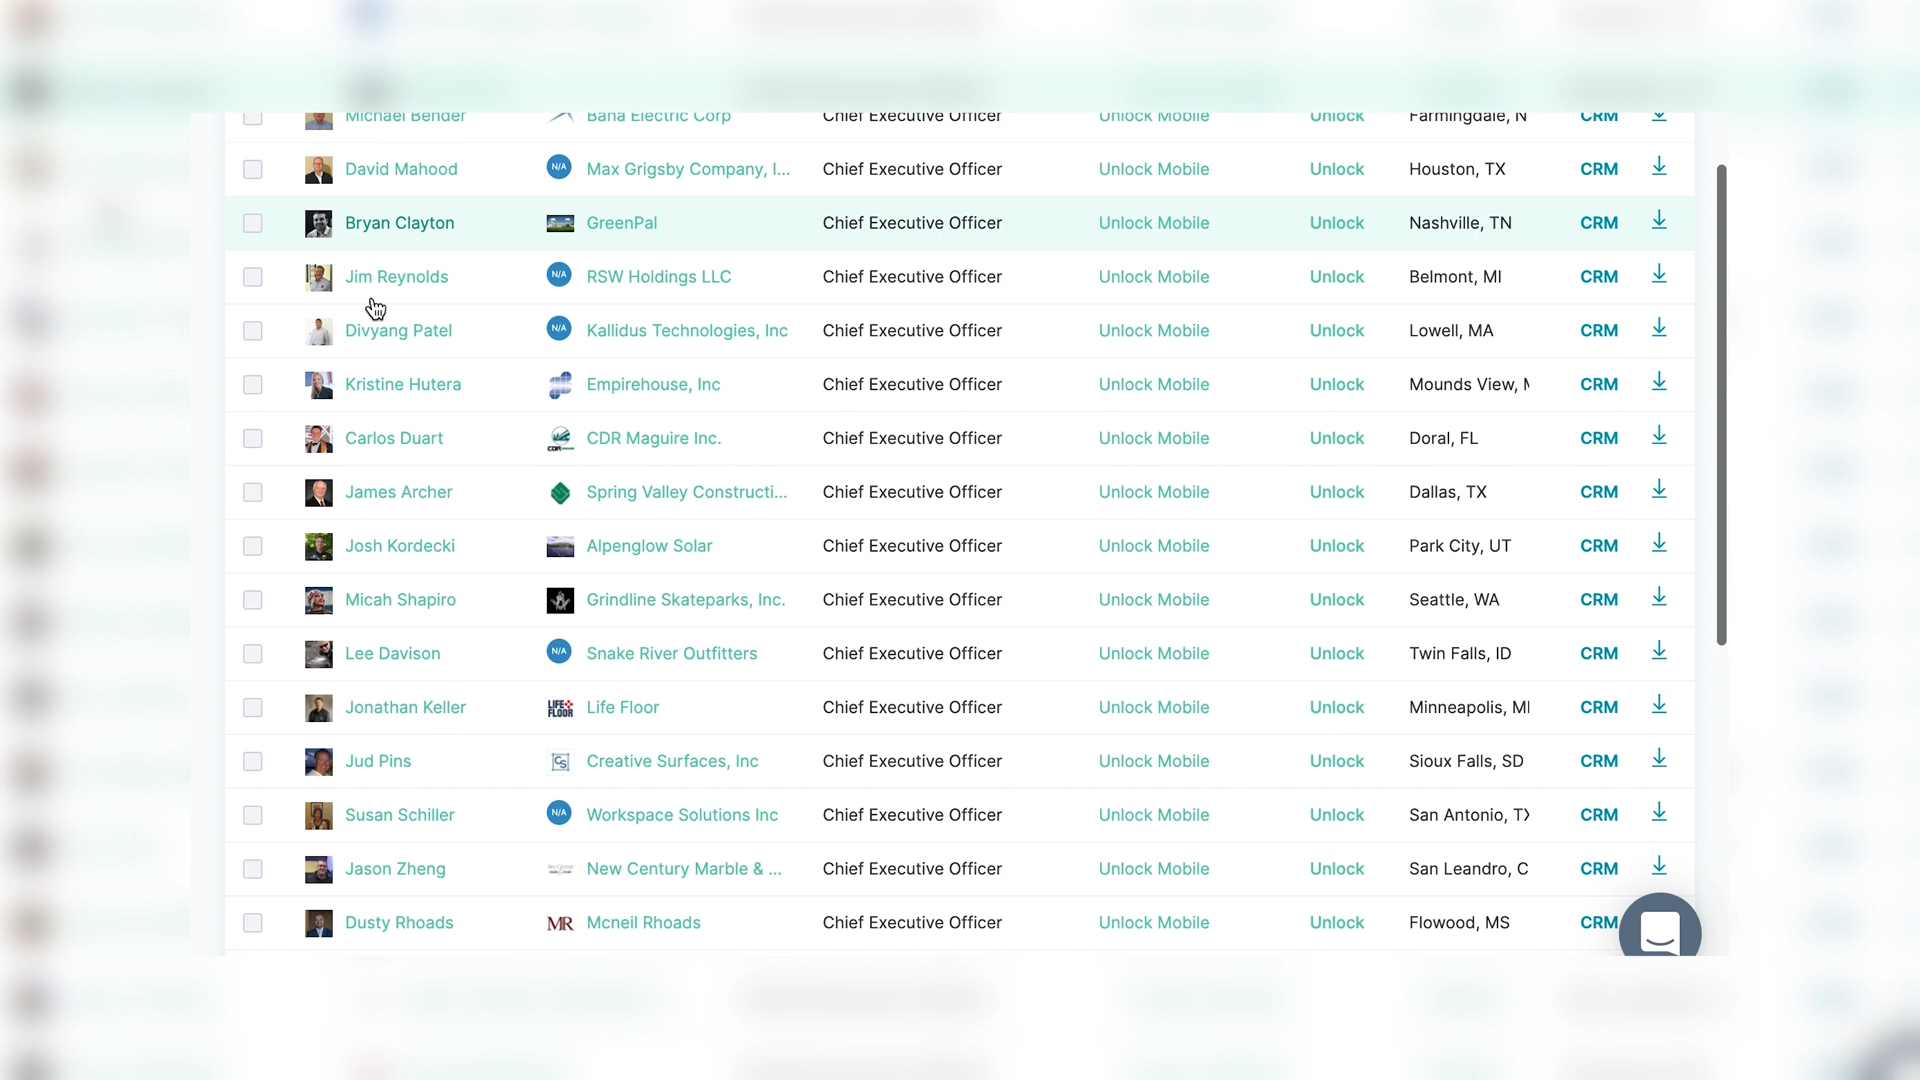 Michael Bender Bana Electric Corp Chief Executive Officer Unlock Mobile Unlock Farmingdale, N CRM
David Mahood N/A Max Grigsby Company, I... Chief Executive Officer Unlock Mobile Unlock Houston, TX CRM
Bryan Clayton GreenPal Chief Executive Officer Unlock Mobile Unlock Nashville, TN CRM
Jim Reynolds N/A RSW Holdings LLC Chief Executive Officer Unlock Mobile Unlock Belmont, MI CRM
Divyang Patel N/A Kallidus Technologies, Inc Chief Executive Officer Unlock Mobile Unlock Lowell, MA CRM
Kristine Hutera Empirehouse, Inc Chief Executive Officer Unlock Mobile Unlock Mounds View, M CRM
Carlos Duart CDR Maguire Inc. Chief Executive Officer Unlock Mobile Unlock Doral, FL CRM
James Archer Spring Valley Constructi... Chief Executive Officer Unlock Mobile Unlock Dallas, TX CRM
Josh Kordecki Alpenglow Solar Chief Executive Officer Unlock Mobile Unlock Park City, UT CRM
Micah Shapiro Grindline Skateparks, Inc. Chief Executive Officer Unlock Mobile Unlock Seattle, WA CRM
Lee Davison N/A Snake River Outfitters Chief Executive Officer Unlock Mobile Unlock Twin Falls, ID CRM
Jonathan Keller LIFE FLOOR Life Floor Chief Executive Officer Unlock Mobile Unlock Minneapolis, MI CRM
Jud Pins CS Creative Surfaces, Inc Chief Executive Officer Unlock Mobile Unlock Sioux Falls, SD CRM
Susan Schiller N/A Workspace Solutions Inc Chief Executive Officer Unlock Mobile Unlock San Antonio, TX CRM
Jason Zheng New Century Marble & ... Chief Executive Officer Unlock Mobile Unlock San Leandro, C CRM
Dusty Rhoads MR Mcneil Rhoads Chief Executive Officer Unlock Mobile Unlock Flowood, MS CRM